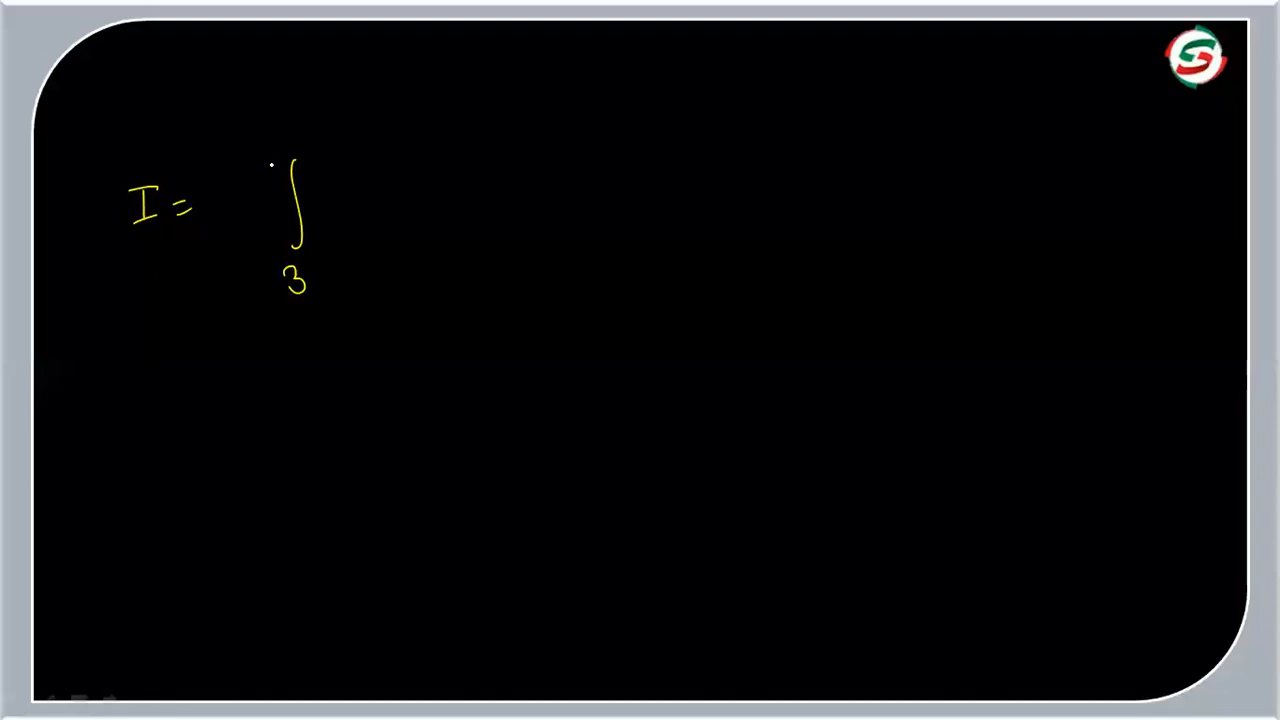 I = ∫
3